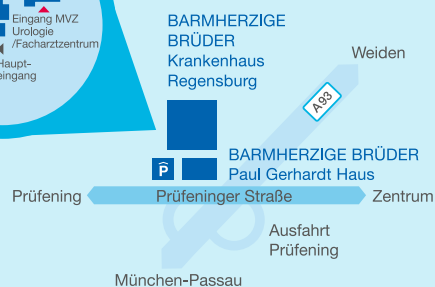 Eingang MVZ
Urologie
/Facharztzentrum
Haupt-
eingang
BARMHERZIGE
BRÜDER
Krankenhaus
Regensburg
Weiden
A93
P
BARMHERZIGE BRÜDER
Paul Gerhardt Haus
Prüfening
Prüfeninger Straße
Zentrum
Ausfahrt
Prüfening
München-Passau